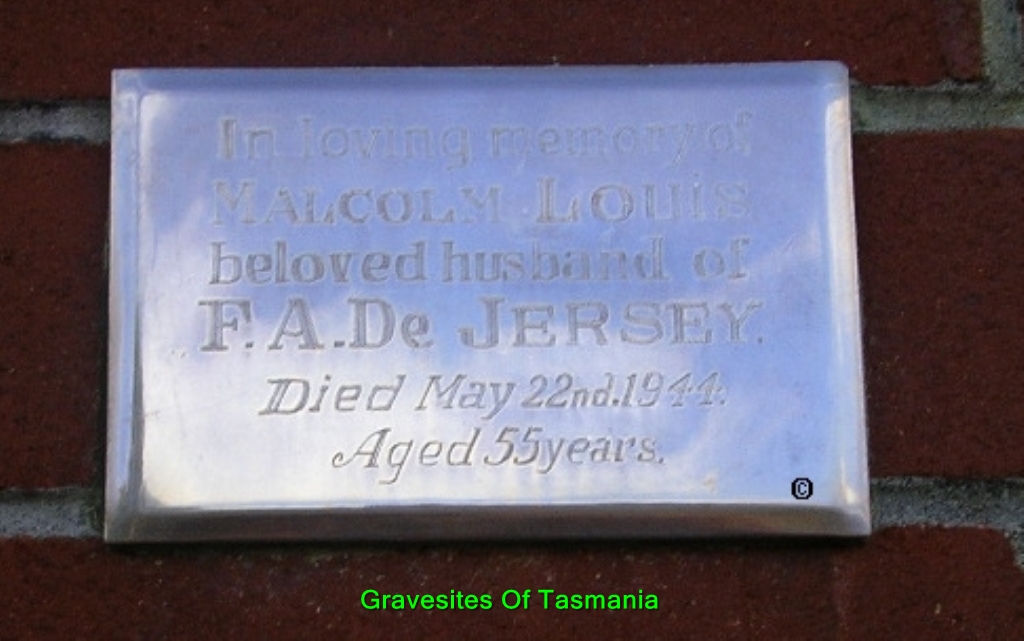 In loving memory of
MALCOLM LOUIS
beloved husband of
F. A. De JERSEY.
Died May 22nd. 1944.
Aged 55 years.
©
Gravesites Of Tasmania